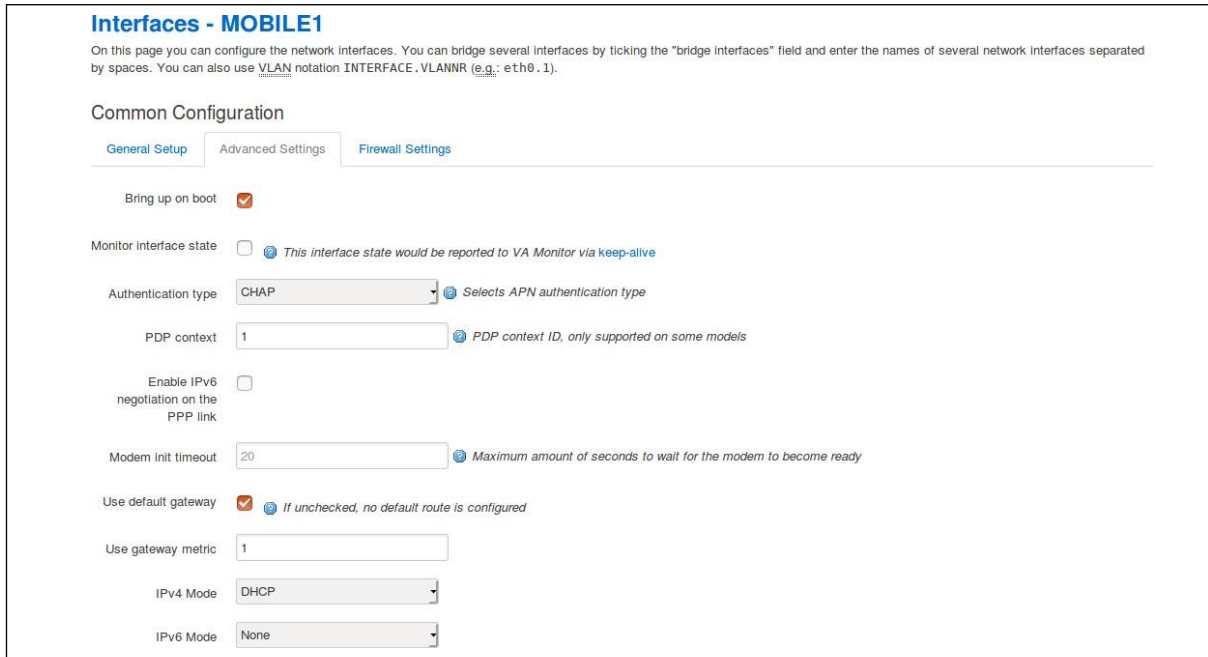 Interfaces - MOBILE1
On this page you can configure the network interfaces. You can bridge several interfaces by ticking the "bridge interfaces" field and enter the names of several network interfaces separated
by spaces. You can also use VLAN notation INTERFACE.VLANNR (e.g.: eth0.1).
Common Configuration
General Setup Advanced Settings Firewall Settings
Bring up on boot
Monitor interface state This interface state would be reported to VA Monitor via keep-alive
Authentication type CHAP Selects APN authentication type
PDP context 1 PDP context ID, only supported on some models
Enable IPv6
negotiation on the
PPP link
Modem init timeout 20 Maximum amount of seconds to wait for the modem to become ready
Use default gateway If unchecked, no default route is configured
Use gateway metric 1
IPv4 Mode DHCP
IPv6 Mode None